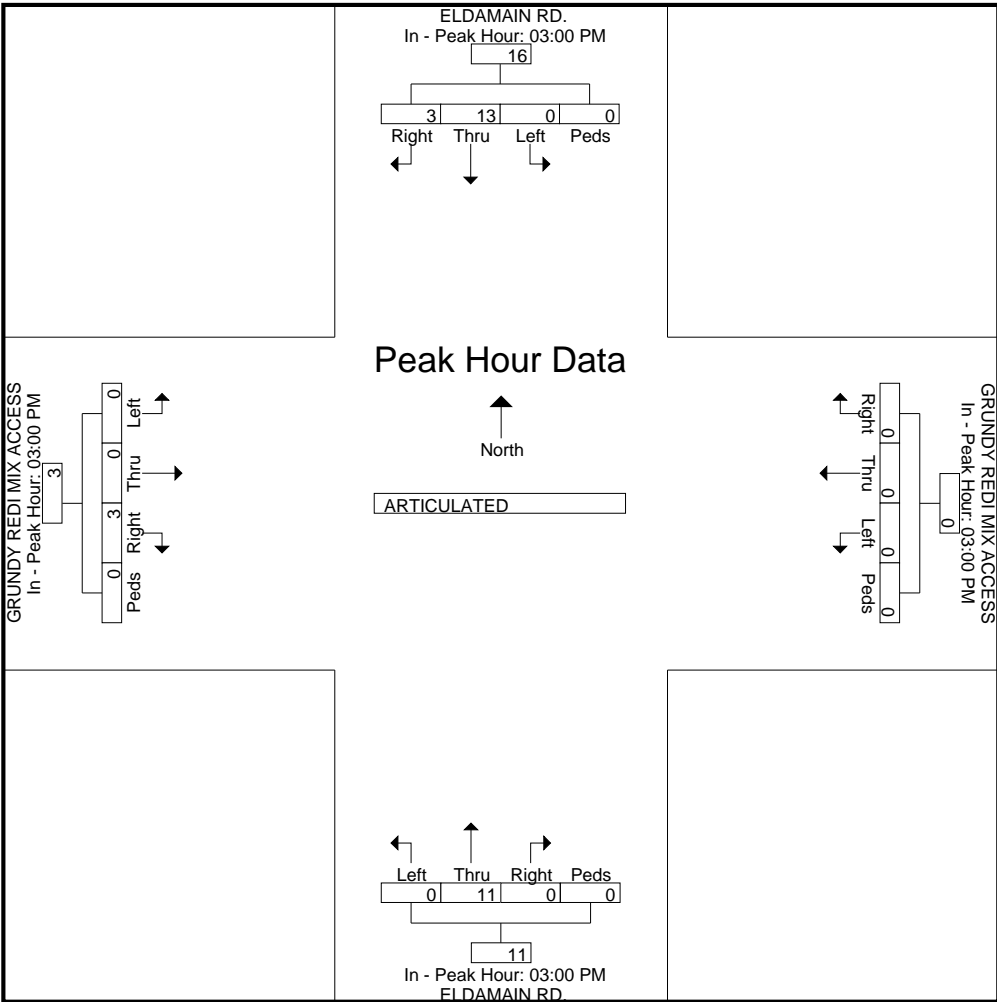 ELDAMAIN RD.
In - Peak Hour: 03:00 PM
16
3 13 0 0
Right Thru Left Peds
Peak Hour Data
North
ARTICULATED
GRUNDY REDI MIX ACCESS
In - Peak Hour: 03:00 PM
3
0 0 3 0
Left Thru Right Peds
GRUNDY REDI MIX ACCESS
In - Peak Hour: 03:00 PM
0
0 0 0 0
Right Thru Left Peds
Left Thru Right Peds
0 11 0 0
11
In - Peak Hour: 03:00 PM
ELDAMAIN RD.